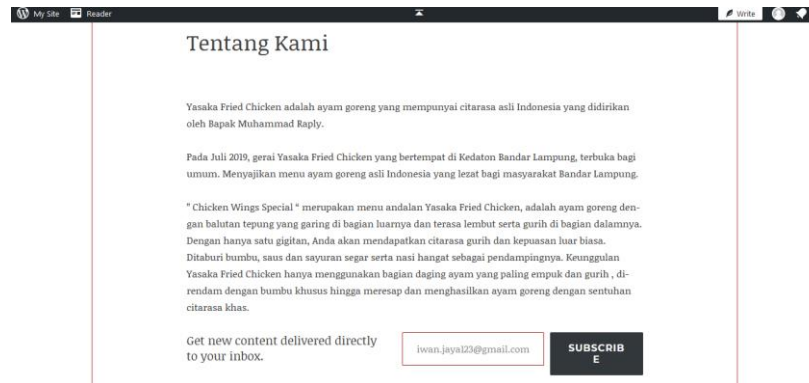 My Site Reader Write
Tentang Kami
Yasaka Fried Chicken adalah ayam goreng yang mempunyai citarasa asli Indonesia yang didirikan
oleh Bapak Muhammad Raply.
Pada Juli 2019, gerai Yasaka Fried Chicken yang bertempat di Kedaton Bandar Lampung, terbuka bagi
umum. Menyajikan menu ayam goreng asli Indonesia yang lezat bagi masyarakat Bandar Lampung.
" Chicken Wings Special “ merupakan menu andalan Yasaka Fried Chicken, adalah ayam goreng den-
gan balutan tepung yang garing di bagian luarnya dan terasa lembut serta gurih di bagian dalamnya.
Dengan hanya satu gigitan, Anda akan mendapatkan citarasa gurih dan kepuasan luar biasa.
Ditaburi bumbu, saus dan sayuran segar serta nasi hangat sebagai pendampingnya. Keunggulan
Yasaka Fried Chicken hanya menggunakan bagian daging ayam yang paling empuk dan gurih , di-
rendam dengan bumbu khusus hingga meresap dan menghasilkan ayam goreng dengan sentuhan
citarasa khas.
Get new content delivered directly
to your inbox.
iwan.jaya123@gmail.com
SUBSCRIB
E